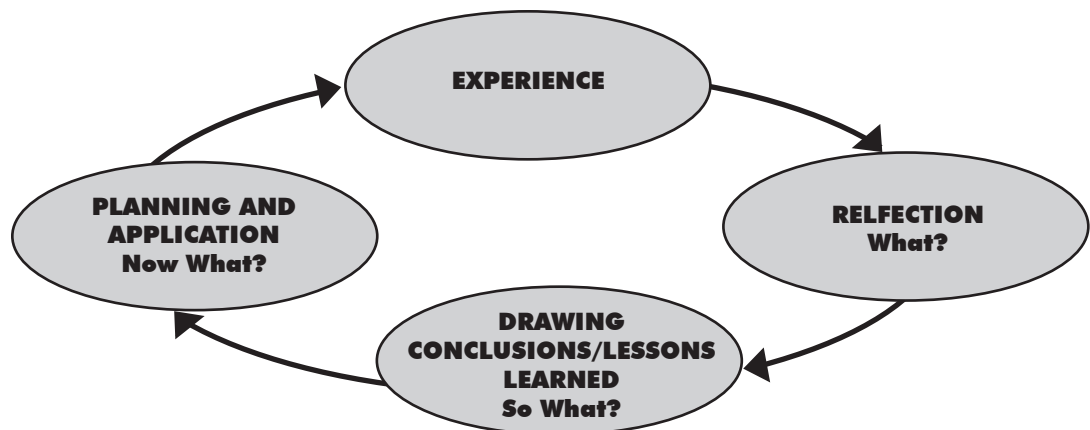 EXPERIENCE
RELFECTION
What?
DRAWING
CONCLUSIONS/LESSONS
LEARNED
So What?
PLANNING AND
APPLICATION
Now What?